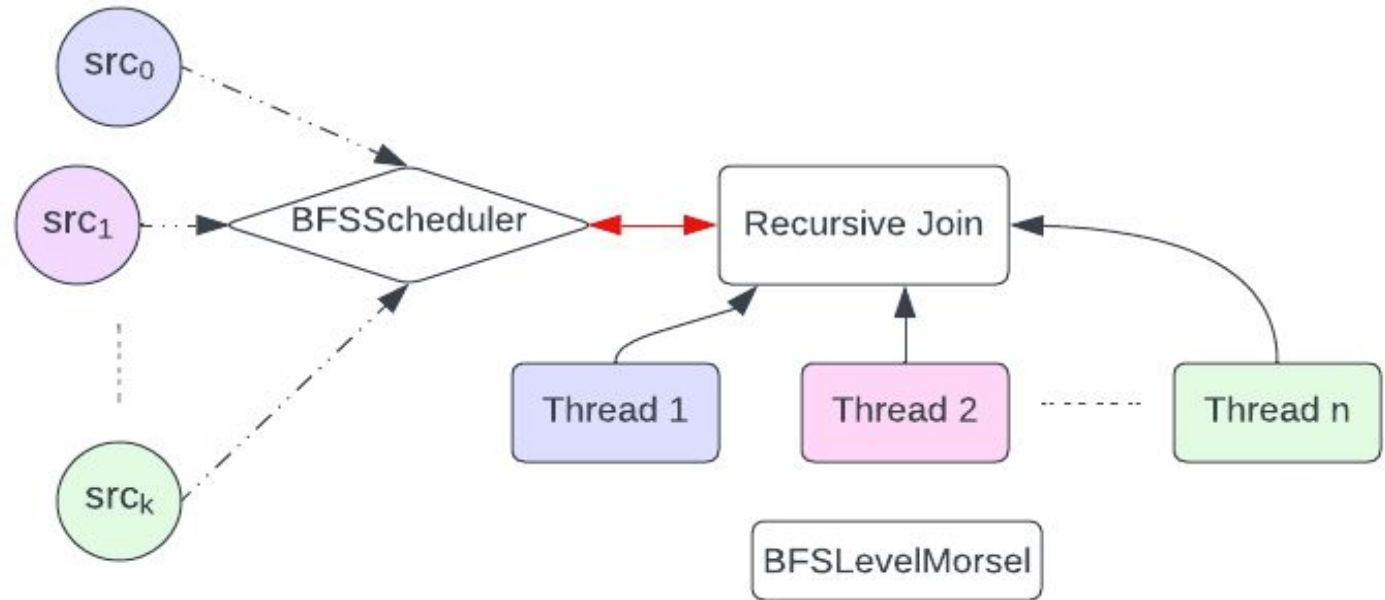 src₀
src₁
BFSScheduler
Recursive Join
Thread 1
Thread 2
Thread n
srcₖ
BFSLevelMorsel